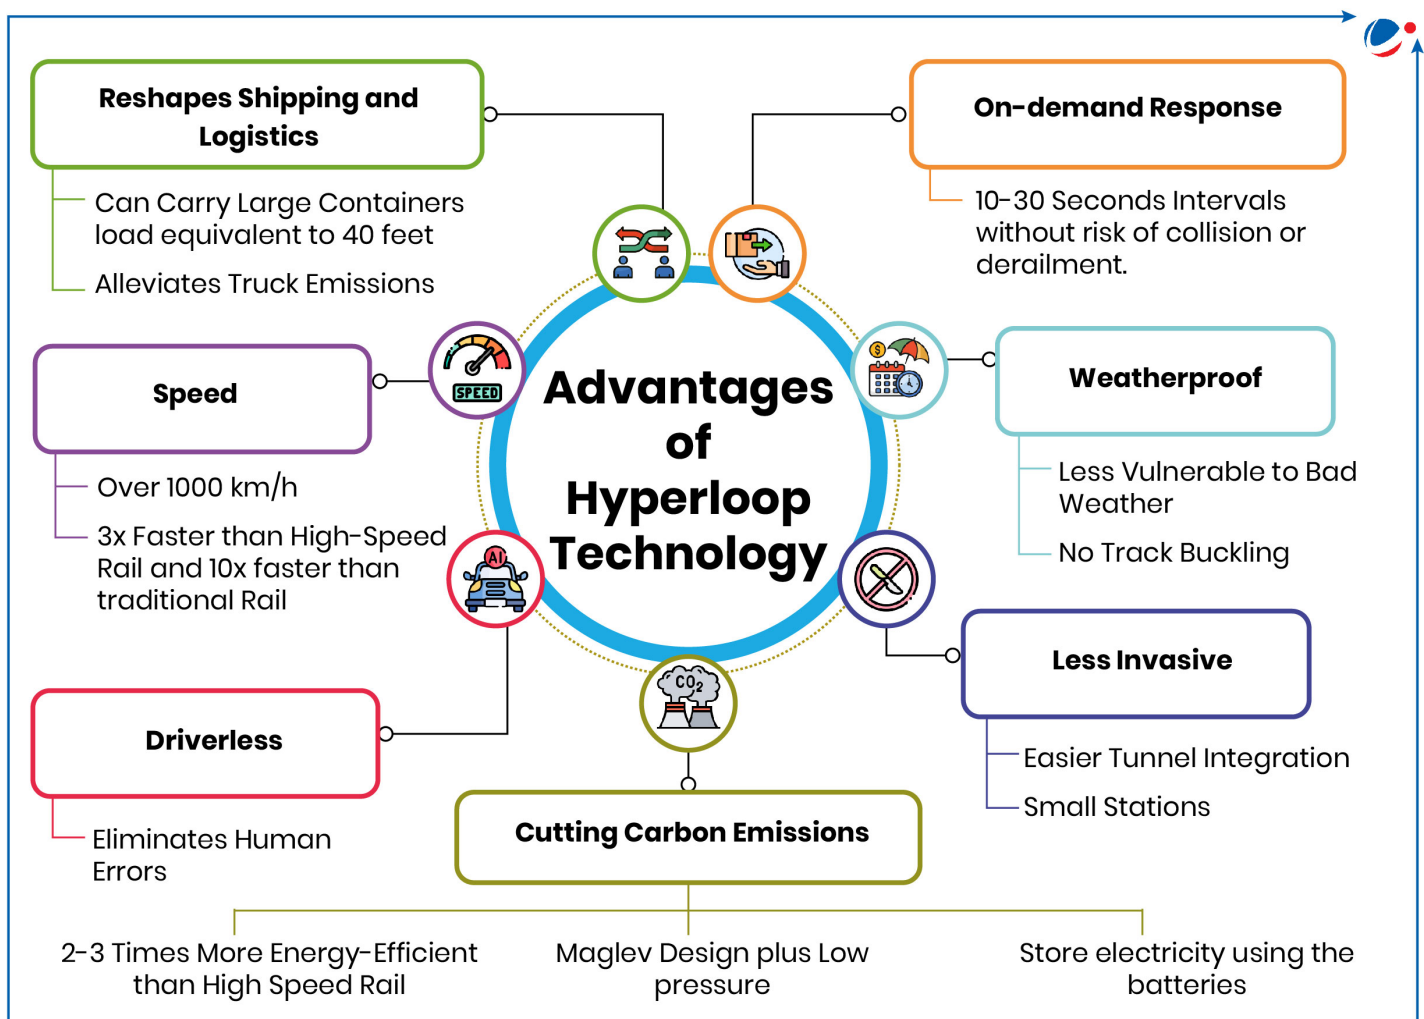 Reshapes Shipping and
Logistics
Can Carry Large Containers
load equivalent to 40 feet
Alleviates Truck Emissions
On-demand Response
10-30 Seconds Intervals
without risk of collision or
derailment.
Speed
Over 1000 km/h
3x Faster than High-Speed
Rail and 10x faster than
traditional Rail
SPEED
Advantages
of
Hyperloop
Technology
$
Weatherproof
Less Vulnerable to Bad
Weather
No Track Buckling
AI
Driverless
Eliminates Human
Errors
Less Invasive
Easier Tunnel Integration
Small Stations
CO2
Cutting Carbon Emissions
2-3 Times More Energy-Efficient
than High Speed Rail
Maglev Design plus Low
pressure
Store electricity using the
batteries